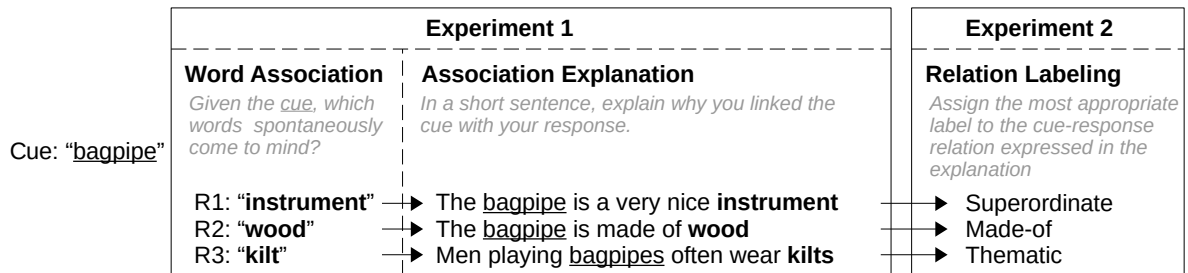 Experiment 1
Experiment 2
Word Association
Given the cue, which
words spontaneously
come to mind?
Association Explanation
In a short sentence, explain why you linked the
cue with your response.
Relation Labeling
Assign the most appropriate
label to the cue-response
relation expressed in the
explanation
Cue: “bagpipe”
R1: “instrument”
The bagpipe is a very nice instrument
Superordinate
R2: “wood”
The bagpipe is made of wood
Made-of
R3: “kilt”
Men playing bagpipes often wear kilts
Thematic